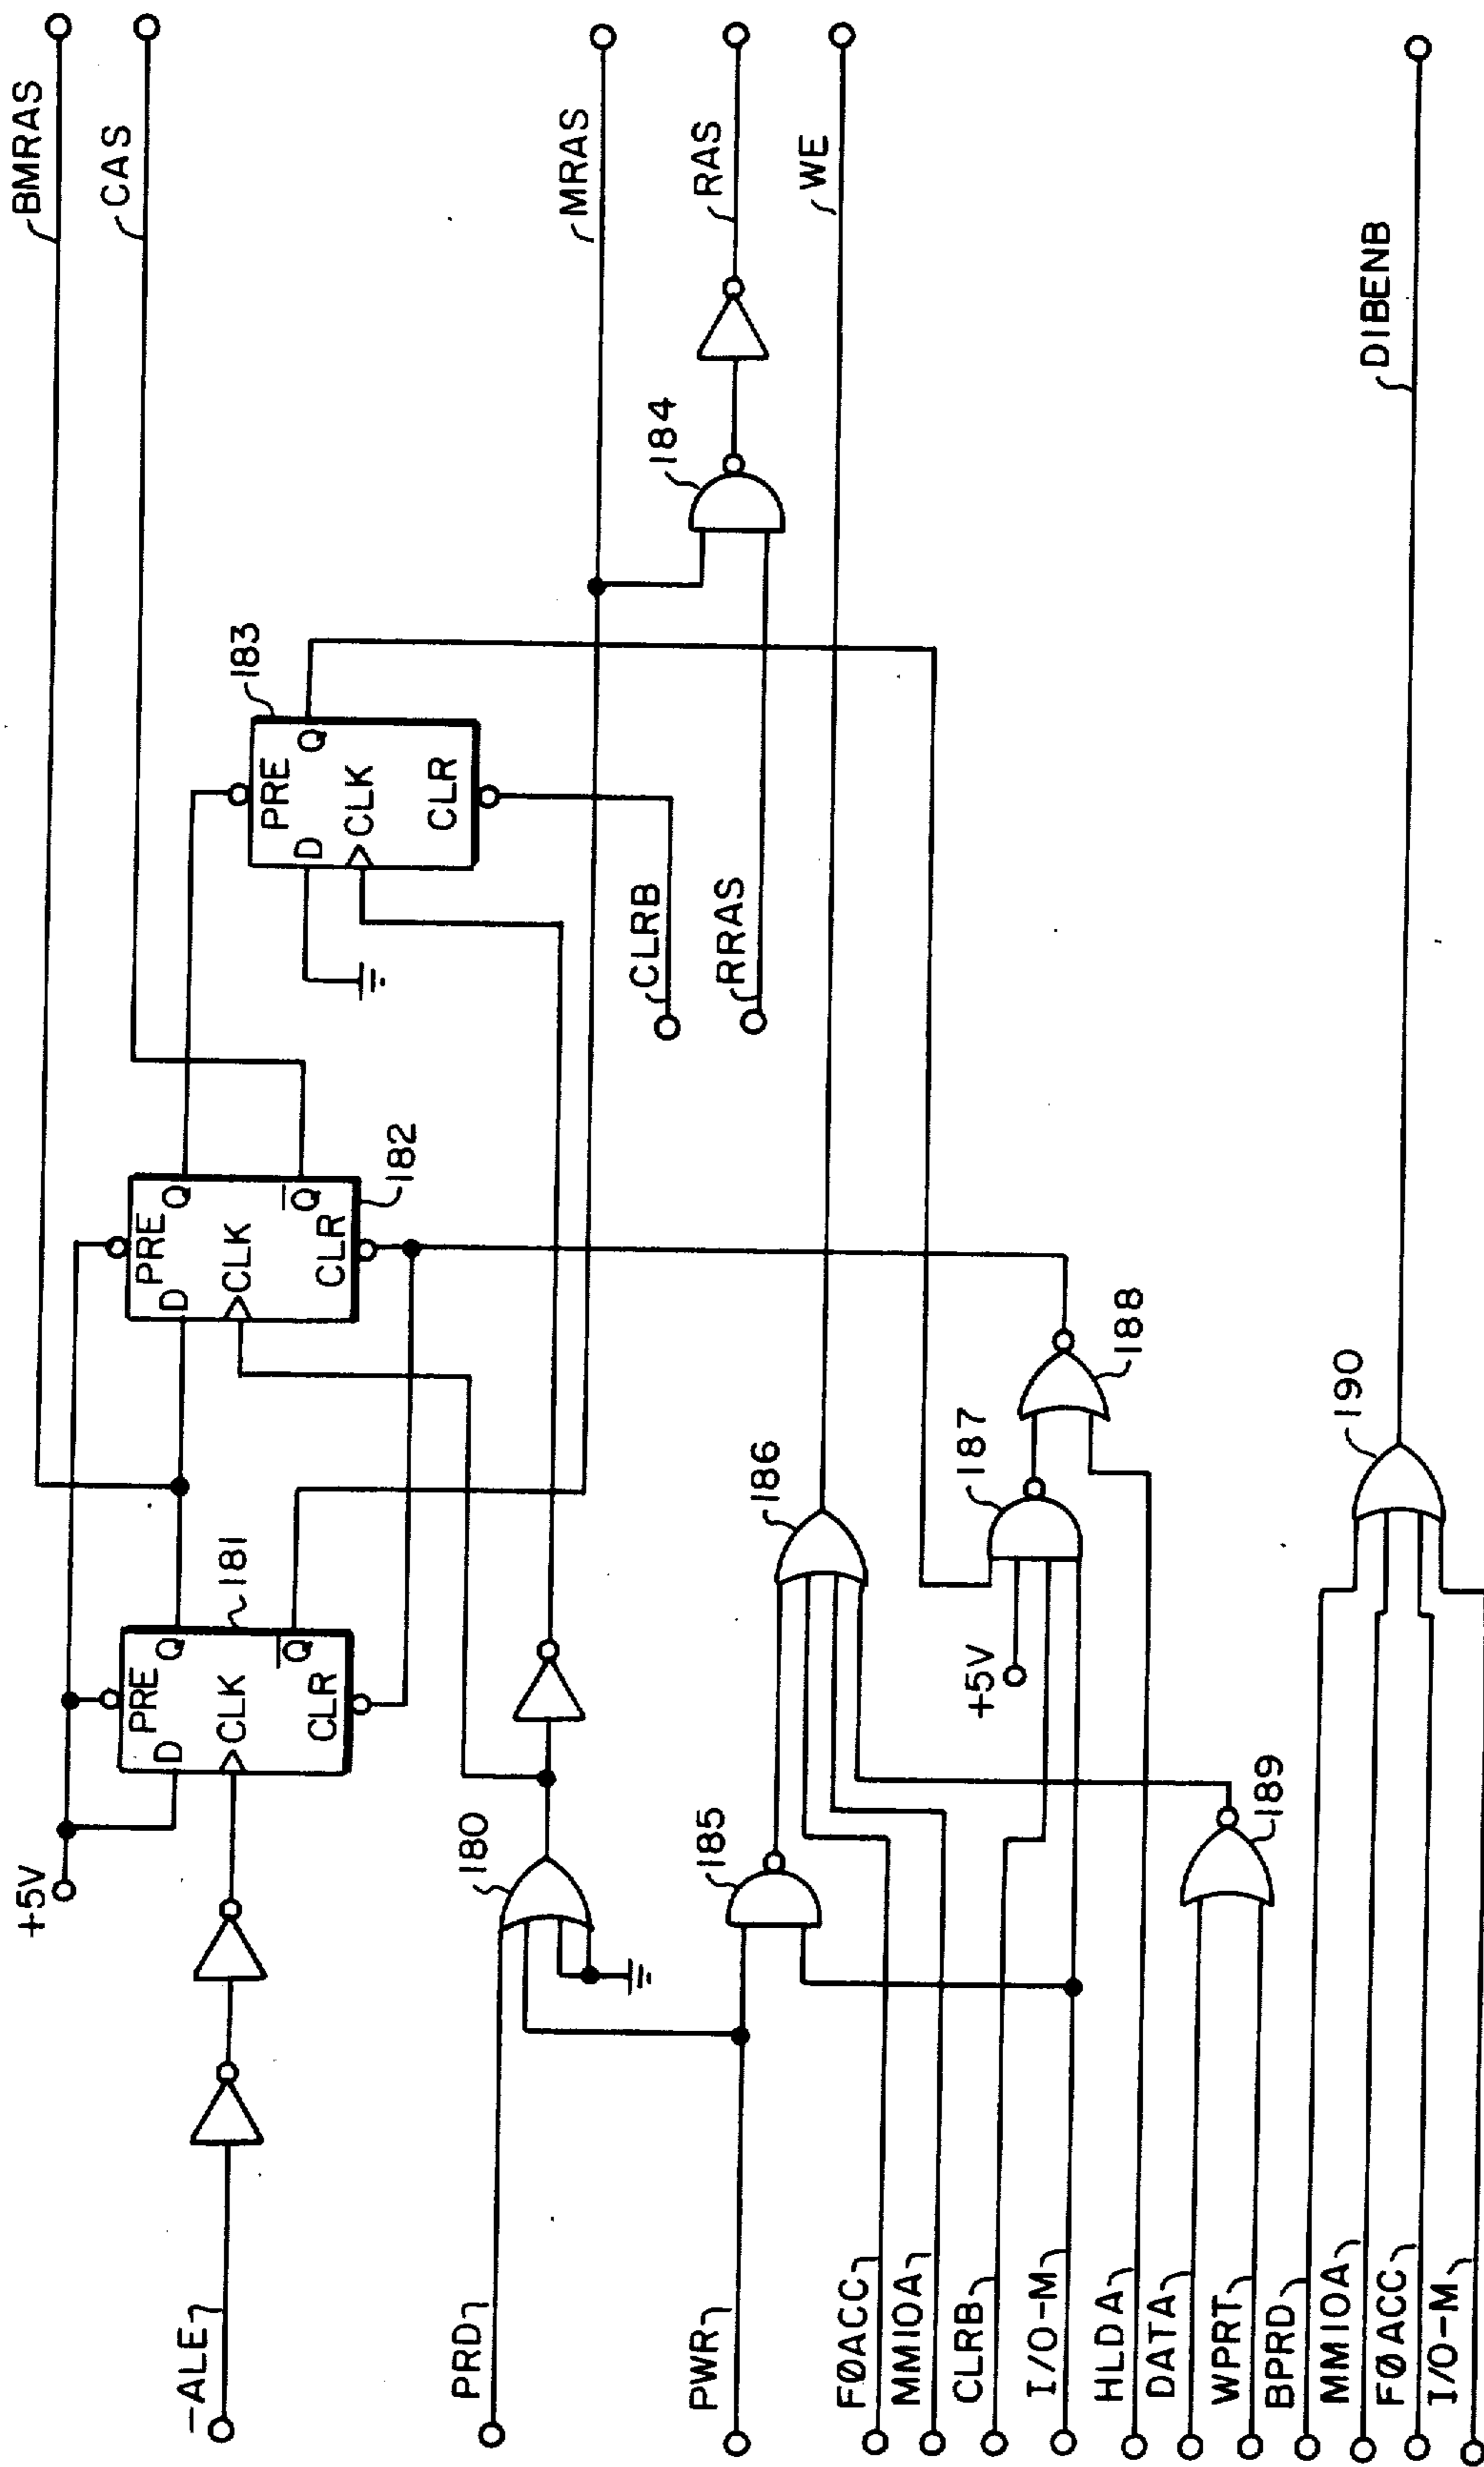 BMRAS
CAS
MRAS
RAS
WE
DIBENB
+5V
-ALE
PRD
PWR
FØACC
MMIOA
CLRB
I/O-M
HLDA
DATA
WPRT
BPRD
MMIOA
FØACC
I/O-M
D
PRE
CLK
CLR
Q
Q
181
D
PRE
CLK
CLR
Q
Q
182
D
PRE
CLK
CLR
Q
183
CLRB
RRAS
184
180
185
186
+5V
187
188
189
190